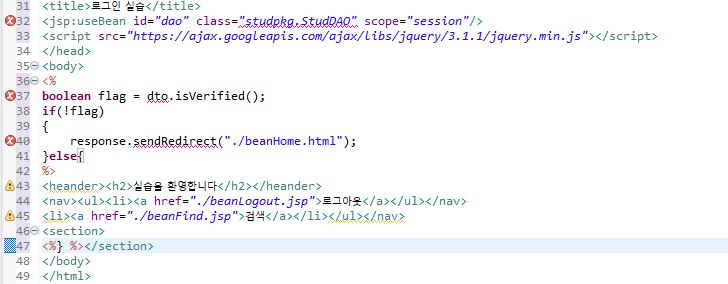 31 <title>로그인 실습</title>
32 <jsp:useBean id="dao" class="studpkg.StudDAO" scope="session"/>
33 <script src="https://ajax.googleapis.com/ajax/libs/jquery/3.1.1/jquery.min.js"></script>
34 </head>
35 <body>
36 <%
37 boolean flag = dto.isVerified();
38 if(!flag)
39 {
40 response.sendRedirect("./beanHome.html");
41 }else{
42 %>
43 <heander><h2>실습을 환영합니다</h2></heander>
44 <nav><ul><li><a href="./beanLogout.jsp">로그아웃</a></ul></nav>
45 <li><a href="./beanFind.jsp">검색</a></li></ul></nav>
46 <section>
47 <%} %></section>
48 </body>
49 </html>